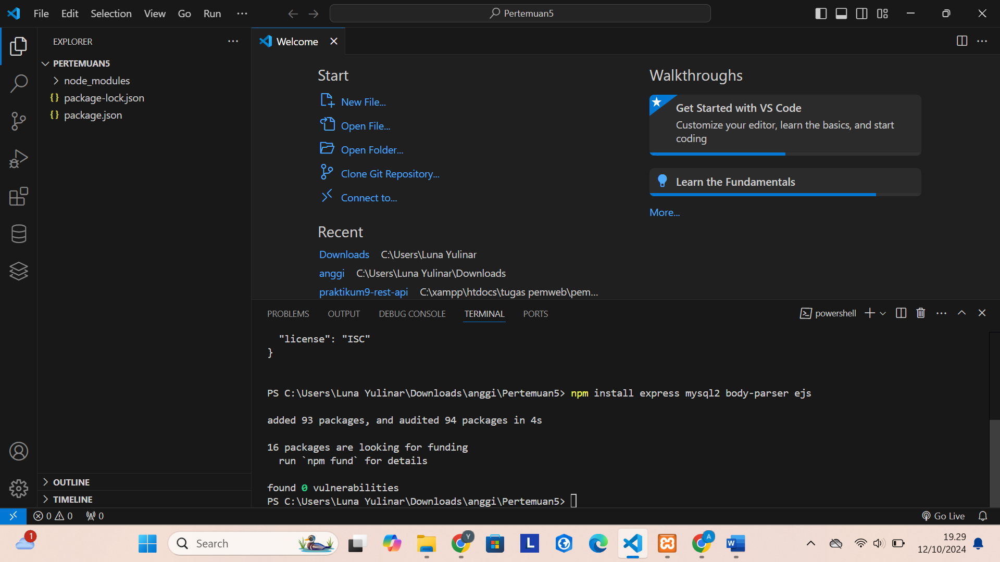 File Edit Selection View Go Run ···
Pertemuan5
EXPLORER
PERTEMUAN5
node_modules
{} package-lock.json
{} package.json
OUTLINE
TIMELINE
Welcome
Start
New File...
Open File...
Open Folder...
Clone Git Repository...
Connect to...
Recent
Downloads C:\Users\Luna Yulinar
anggi C:\Users\Luna Yulinar\Downloads
praktikum9-rest-api C:\xampp\htdocs\tugas pemweb\pem...
Walkthroughs
Get Started with VS Code
Customize your editor, learn the basics, and start
coding
Learn the Fundamentals
More...
PROBLEMS OUTPUT DEBUG CONSOLE TERMINAL PORTS
powershell
"license": "ISC"
}
PS C:\Users\Luna Yulinar\Downloads\anggi\Pertemuan5> npm install express mysql2 body-parser ejs
added 93 packages, and audited 94 packages in 4s
16 packages are looking for funding
run `npm fund` for details
found 0 vulnerabilities
PS C:\Users\Luna Yulinar\Downloads\anggi\Pertemuan5>
0 0 0
Go Live
1
Search
Y
L
A
W
19.29
12/10/2024